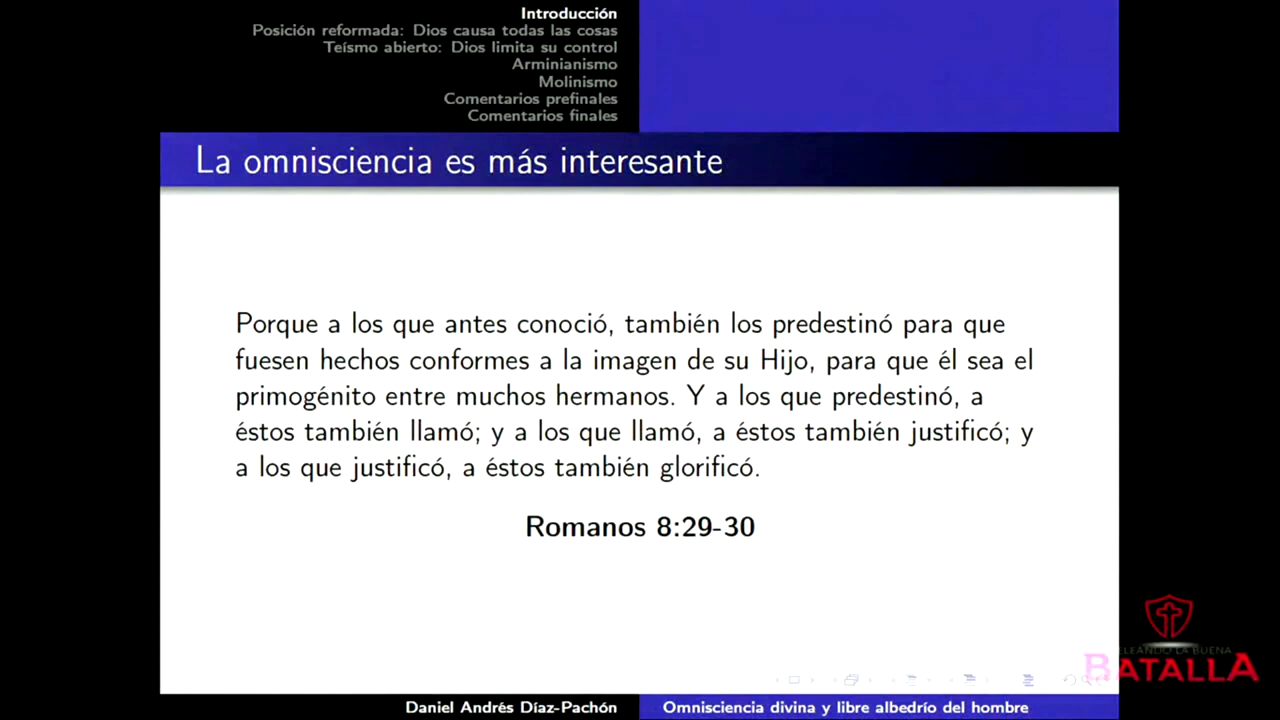 Introducción
Posición reformada: Dios causa todas las cosas
Teísmo abierto: Dios limita su control
Arminianismo
Molinismo
Comentarios prefinales
Comentarios finales
La omnisciencia es más interesante
Porque a los que antes conoció, también los predestinó para que
fuesen hechos conformes a la imagen de su Hijo, para que él sea el
primogénito entre muchos hermanos. Y a los que predestinó, a
éstos también llamó; y a los que llamó, a éstos también justificó; y
a los que justificó, a éstos también glorificó.
Romanos 8:29-30
ELEANDO LA BUENA
BATALLA
Daniel Andrés Díaz-Pachón
Omnisciencia divina y libre albedrío del hombre